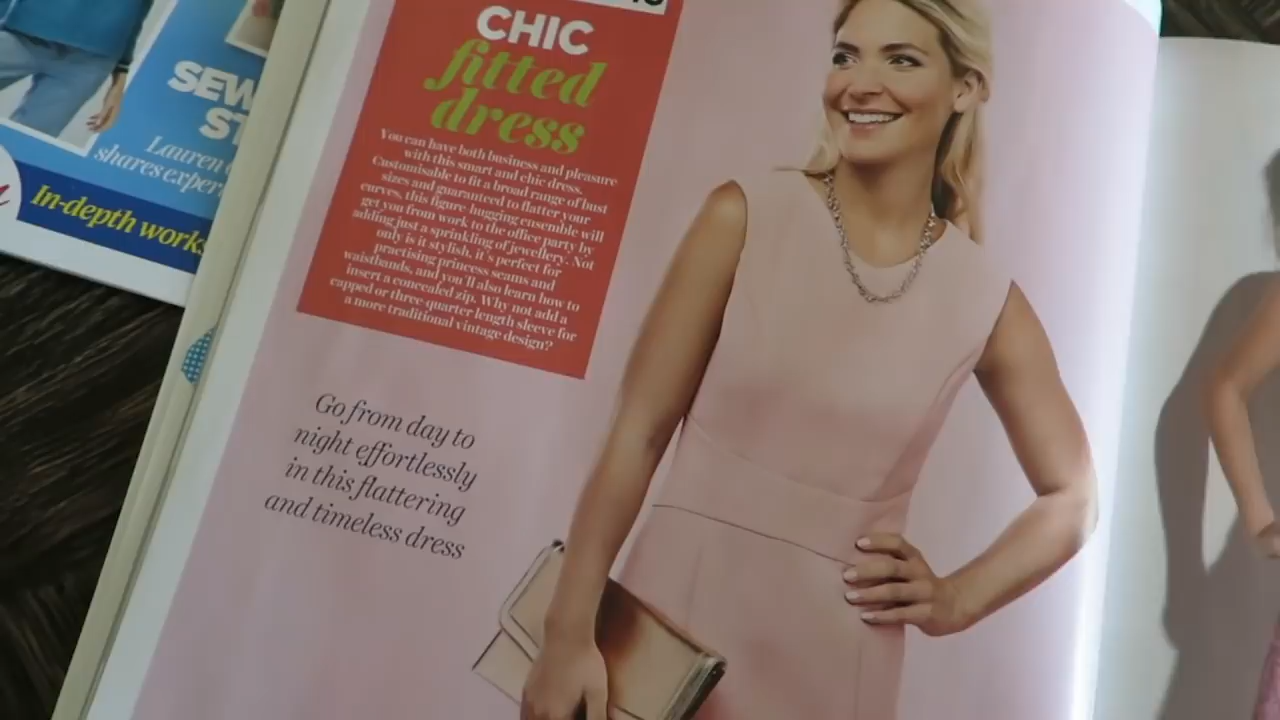 CHIC
fitted
dress
You can have both business and pleasure
with this smart and chic dress.
Customisable to fit a broad range of bust
sizes and guaranteed to flatter your
curves, this figure-hugging ensemble will
get you from work to the office party by
adding just a sprinkling of jewellery. Not
only is it stylish, it's perfect for
practising princess seams and
waistbands, and you'll also learn how to
insert a concealed zip. Why not add a
capped or three-quarter length sleeve for
a more traditional vintage design?
Go from day to
night effortlessly
in this flattering
and timeless dress
SEW
ST
Lauren
shares exper
In-depth works